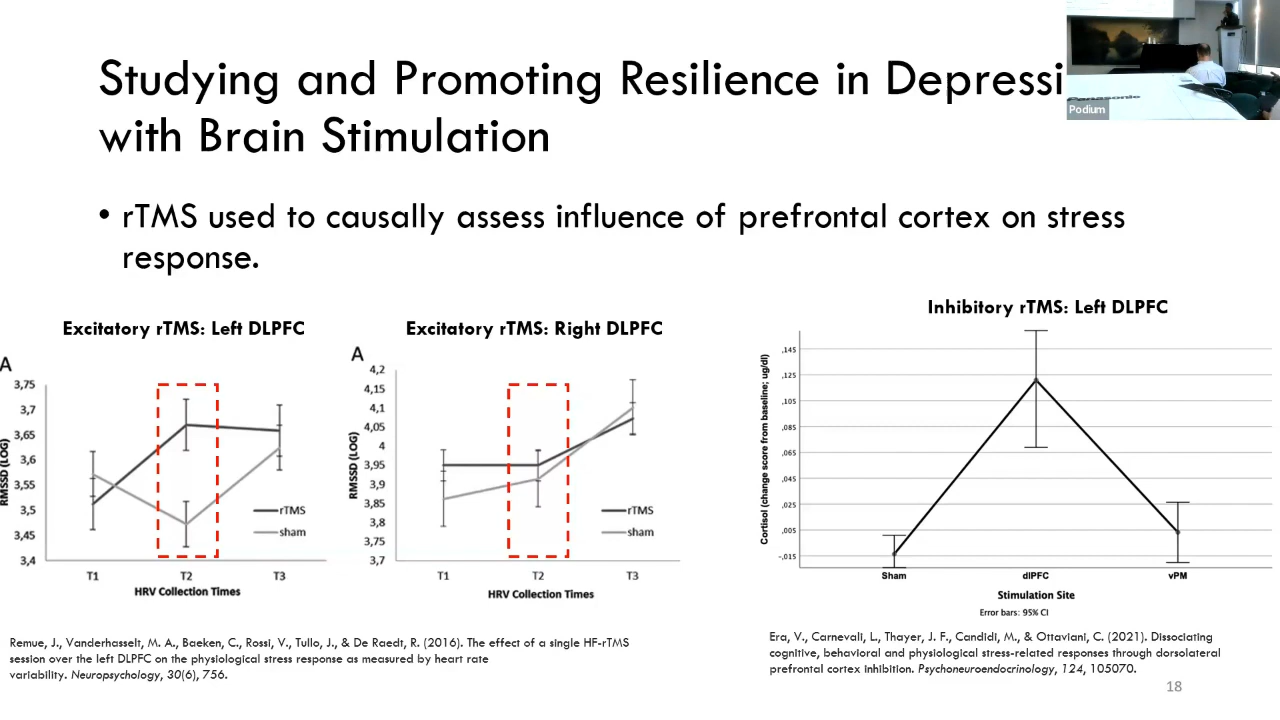 Studying and Promoting Resilience in Depressi
with Brain Stimulation
Panasonic
Podium
• rTMS used to causally assess influence of prefrontal cortex on stress
response.
Excitatory rTMS: Left DLPFC
A
3,75
3,7
3,65
3,6
3,55
3,5
3,45
3,4
RMSSD (LOG)
rTMS
sham
T1 T2 T3
HRV Collection Times
Excitatory rTMS: Right DLPFC
A
4,2
4,15
4,1
4,05
4
3,95
3,9
3,85
3,8
3,75
3,7
RMSSD (LOG)
rTMS
sham
T1 T2 T3
HRV Collection Times
Inhibitory rTMS: Left DLPFC
Cortisol (change score from baseline; ug/dl)
,145
,125
,105
,085
,065
,045
,025
,005
-,015
Sham dlPFC vPM
Stimulation Site
Error bars: 95% CI
Remue, J., Vanderhasselt, M. A., Baeken, C., Rossi, V., Tullo, J., & De Raedt, R. (2016). The effect of a single HF-rTMS
session over the left DLPFC on the physiological stress response as measured by heart rate
variability. Neuropsychology, 30(6), 756.
Era, V., Carnevali, L., Thayer, J. F., Candidi, M., & Ottaviani, C. (2021). Dissociating
cognitive, behavioral and physiological stress-related responses through dorsolateral
prefrontal cortex inhibition. Psychoneuroendocrinology, 124, 105070.
18